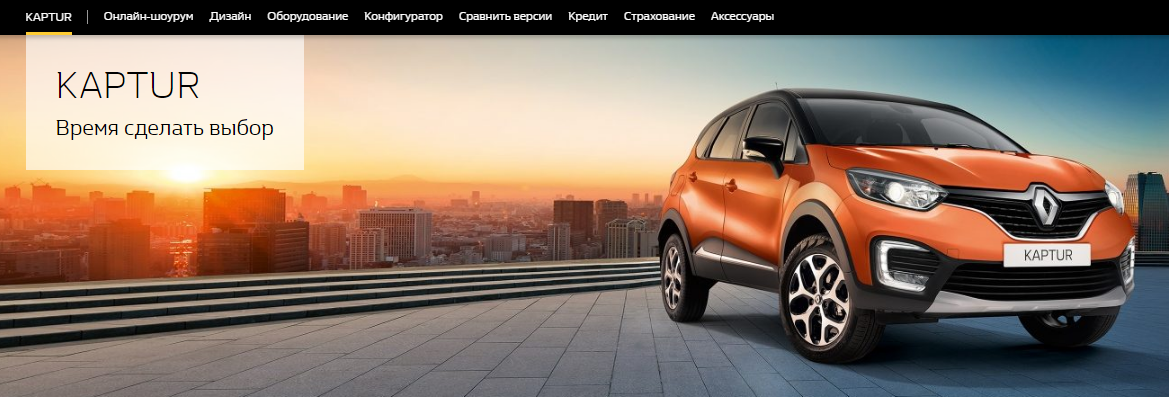 KAPTUR Онлайн-шоурум Дизайн Оборудование Конфигуратор Сравнить версии Кредит Страхование Аксессуары
KAPTUR
Время сделать выбор
KAPTUR